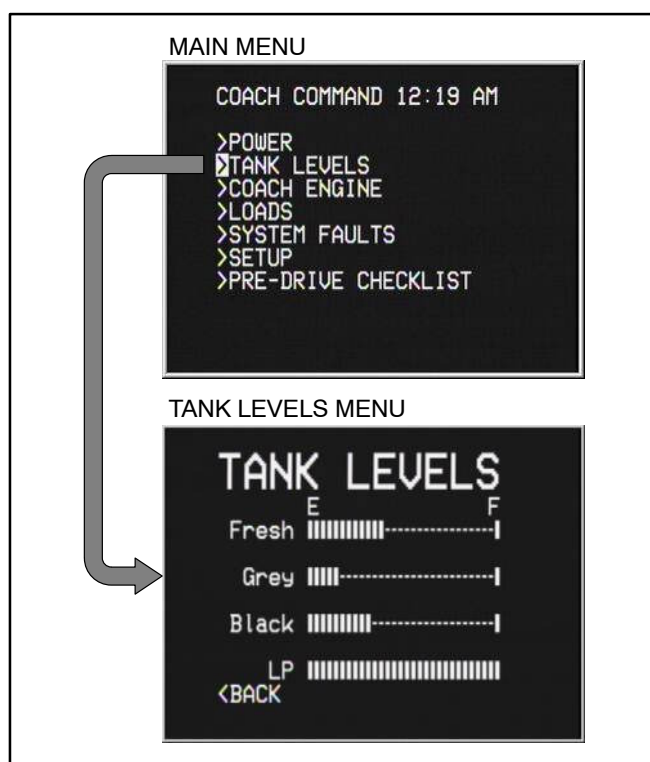 MAIN MENU
COACH COMMAND 12:19 AM
>POWER
>TANK LEVELS
>COACH ENGINE
>LOADS
>SYSTEM FAULTS
>SETUP
>PRE-DRIVE CHECKLIST
TANK LEVELS MENU
TANK LEVELS
E F
Fresh
Grey
Black
LP
<BACK